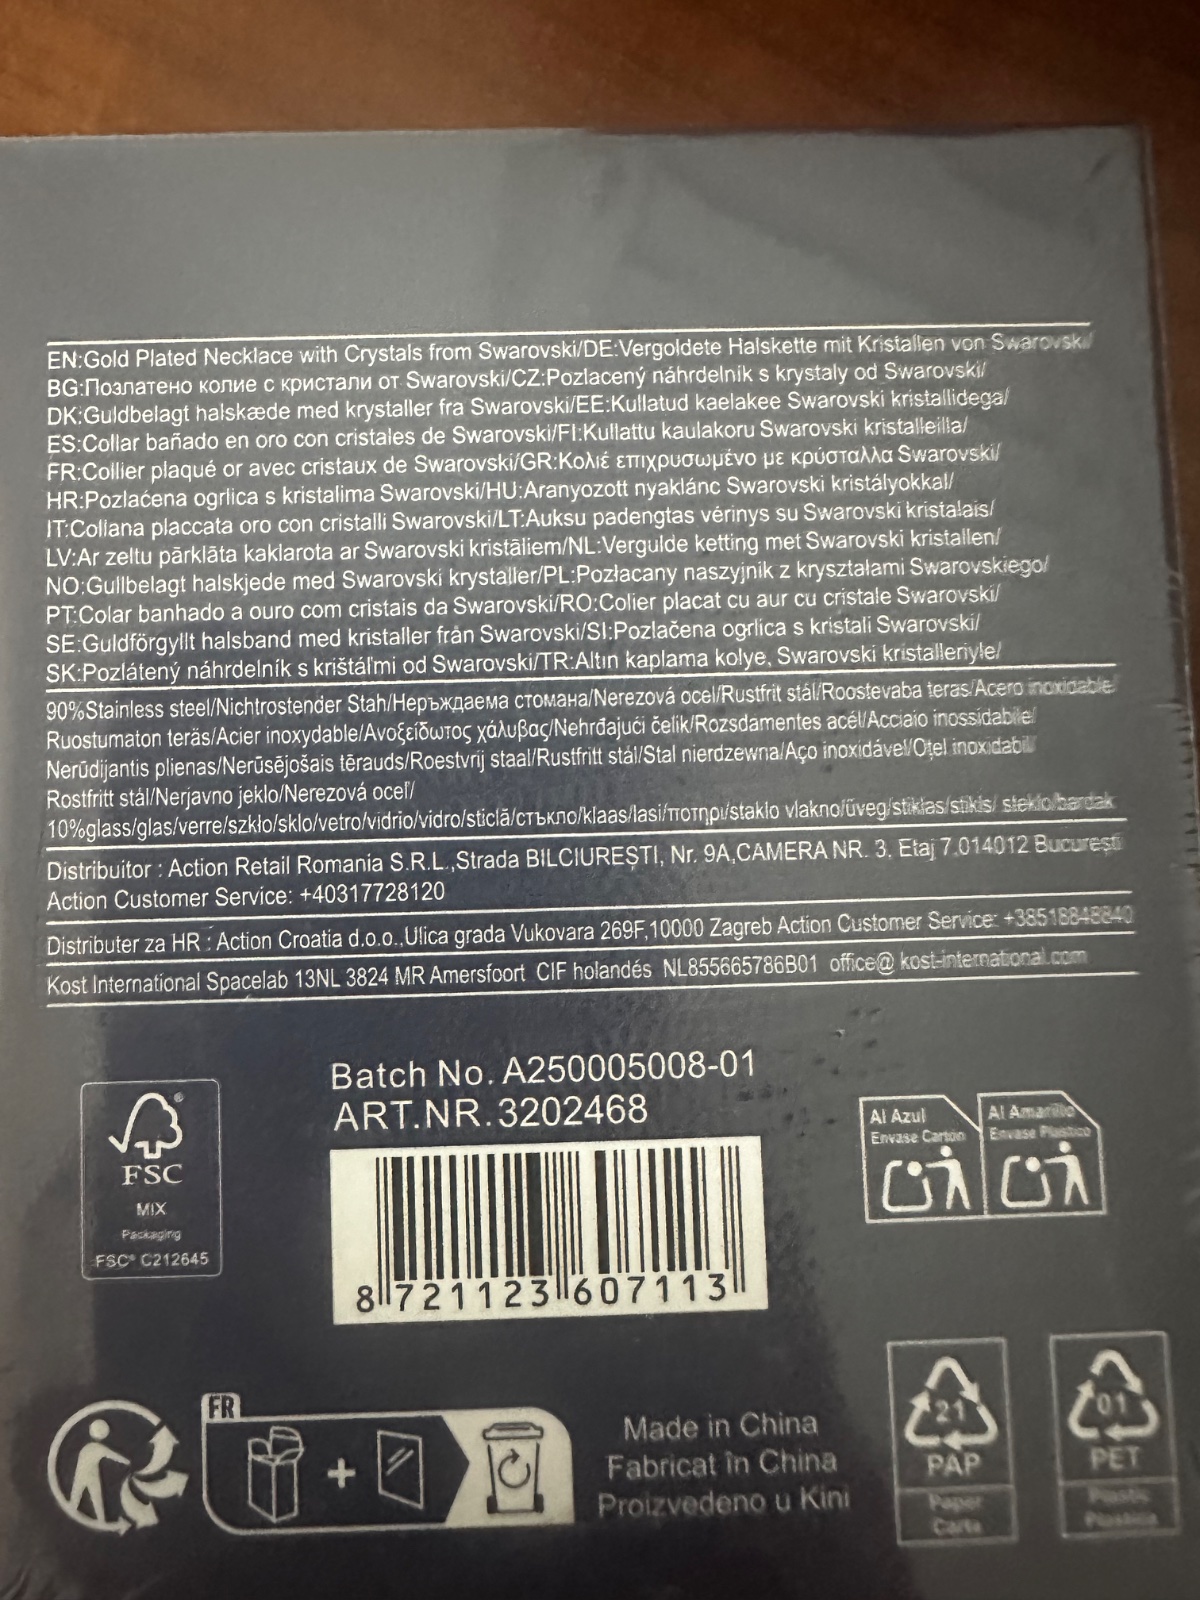 EN:Gold Plated Necklace with Crystals from Swarovski/DE:Vergoldete Halskette mit Kristallen von Swarovski/
BG:Позлатено колие с кристали от Swarovski/CZ:Pozlacený náhrdelník s krystaly od Swarovski/
DK:Guldbelagt halskæde med krystaller fra Swarovski/EE:Kullatud kaelakee Swarovski kristallidega/
ES:Collar bañado en oro con cristales de Swarovski/FI:Kullattu kaulakoru Swarovski kristalleilla/
FR:Collier plaqué or avec cristaux de Swarovski/GR:Κολιέ επιχρυσωμένο με κρύσταλλα Swarovski/
HR:Pozlaćena ogrlica s kristalima Swarovski/HU:Aranyozott nyaklánc Swarovski kristályokkal/
IT:Collana placcata oro con cristalli Swarovski/LT:Auksu padengtas vėrinys su Swarovski kristalais/
LV:Ar zeltu pārklāta kaklarota ar Swarovski kristāliem/NL:Vergulde ketting met Swarovski kristallen/
NO:Gullbelagt halskjede med Swarovski krystaller/PL:Pozłacany naszyjnik z kryształami Swarovskiego/
PT:Colar banhado a ouro com cristais da Swarovski/RO:Colier placat cu aur cu cristale Swarovski/
SE:Guldförgyllt halsband med kristaller från Swarovski/SI:Pozlačena ogrlica s kristali Swarovski/
SK:Pozlátený náhrdelník s krištáľmi od Swarovski/TR:Altın kaplama kolye, Swarovski kristalleriyle/
90%Stainless steel/Nichtrostender Stah/Неръждаема стомана/Nerezová ocel/Rustfrit stál/Roostevaba teras/Acero inoxidable/
Ruostumaton teräs/Acier inoxydable/Ανοξείδωτος χάλυβας/Nehrđajući čelik/Rozsdamentes acél/Acciaio inossidabile/
Nerūdijantis plienas/Nerūsējošais tērauds/Roestvrij staal/Rustfritt stál/Stal nierdzewna/Aço inoxidável/Oțel inoxidabil/
Rostfritt stál/Nerjavno jeklo/Nerezová oceľ/
10%glass/glas/verre/szkło/sklo/vetro/vidrio/vidro/sticlă/стъкло/klaas/lasi/ποτηρι/staklo vlakno/űveg/stiklas/stikls/ steklo/bardak
Distribuitor : Action Retail Romania S.R.L.,Strada BILCIUREȘTI, Nr. 9A,CAMERA NR. 3. Etaj 7.014012 București
Action Customer Service: +40317728120
Distributer za HR : Action Croatia d.o.o.,Ulica grada Vukovara 269F,10000 Zagreb Action Customer Service: +38518848840
Kost International Spacelab 13NL 3824 MR Amersfoort CIF holandés NL855665786B01 office@ kost-international.com
Batch No. A250005008-01
ART.NR.3202468
FSC®
MIX
Packaging
FSC® C212645
8 721123 607113
Al Azul
Envase Cartón
Al Amarillo
Envase Plastico
FR
Made in China
Fabricat în China
Proizvedeno u Kini
21
PAP
Paper
Carta
01
PET
Plastic
Plastica